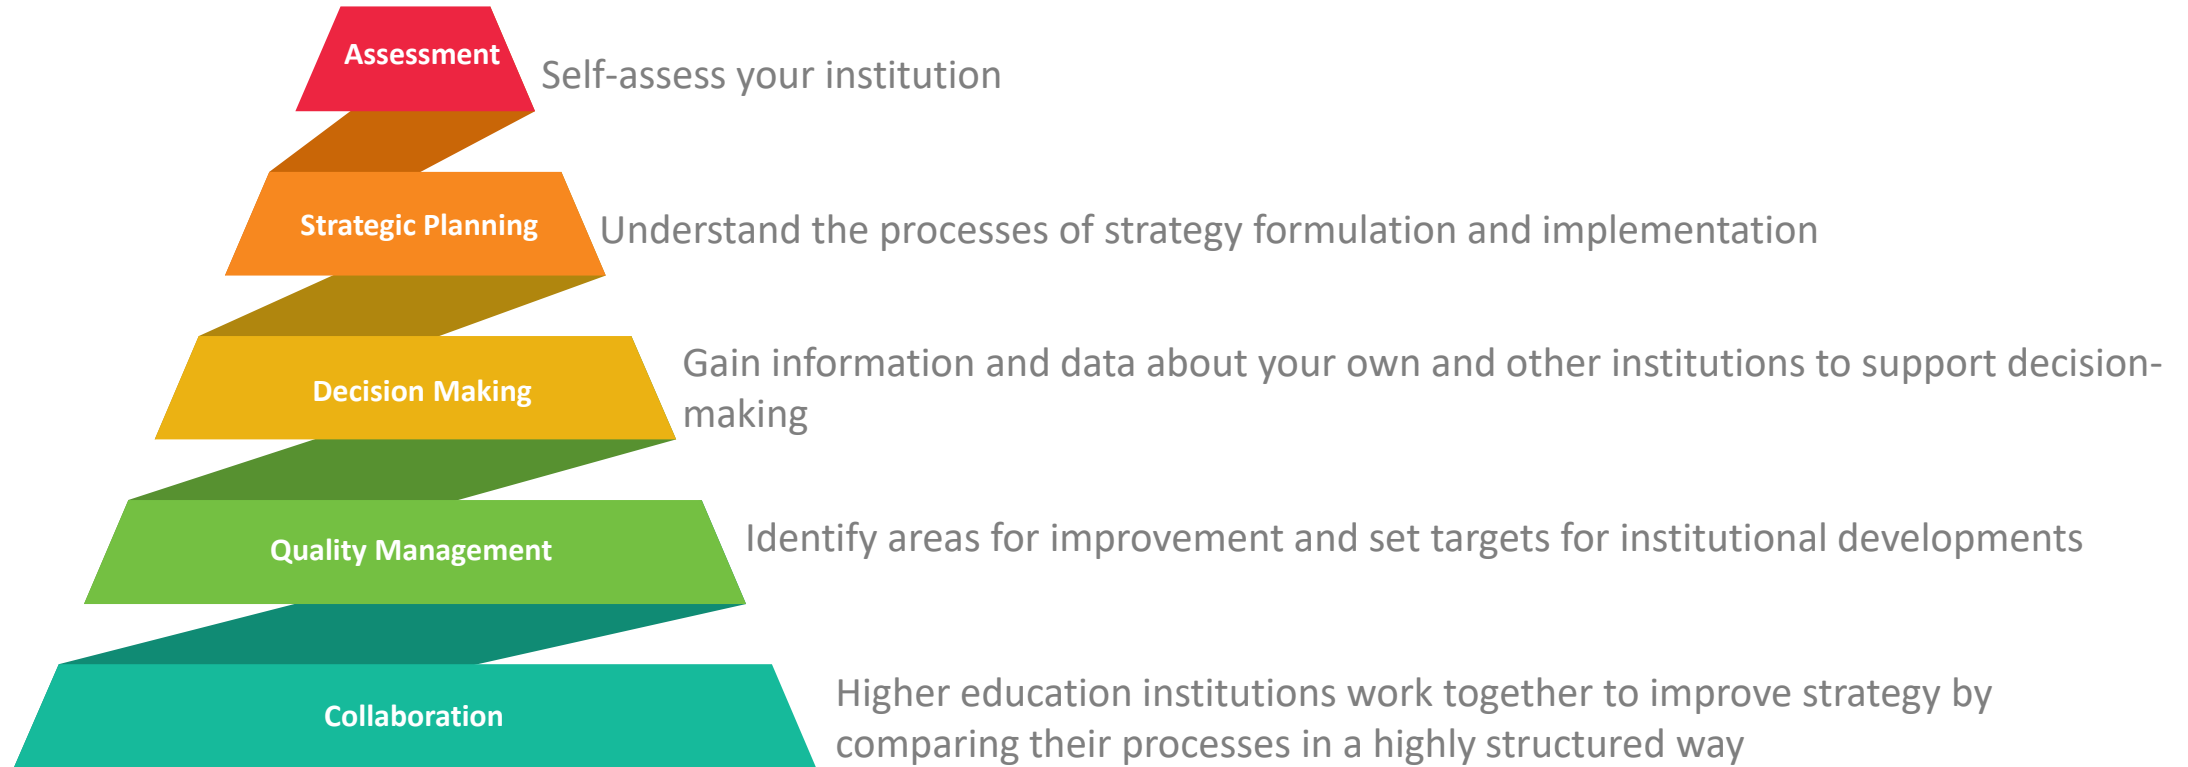 Assessment
Self-assess your institution
Strategic Planning
Understand the processes of strategy formulation and implementation
Decision Making
Gain information and data about your own and other institutions to support decision-
making
Quality Management
Identify areas for improvement and set targets for institutional developments
Collaboration
Higher education institutions work together to improve strategy by
comparing their processes in a highly structured way